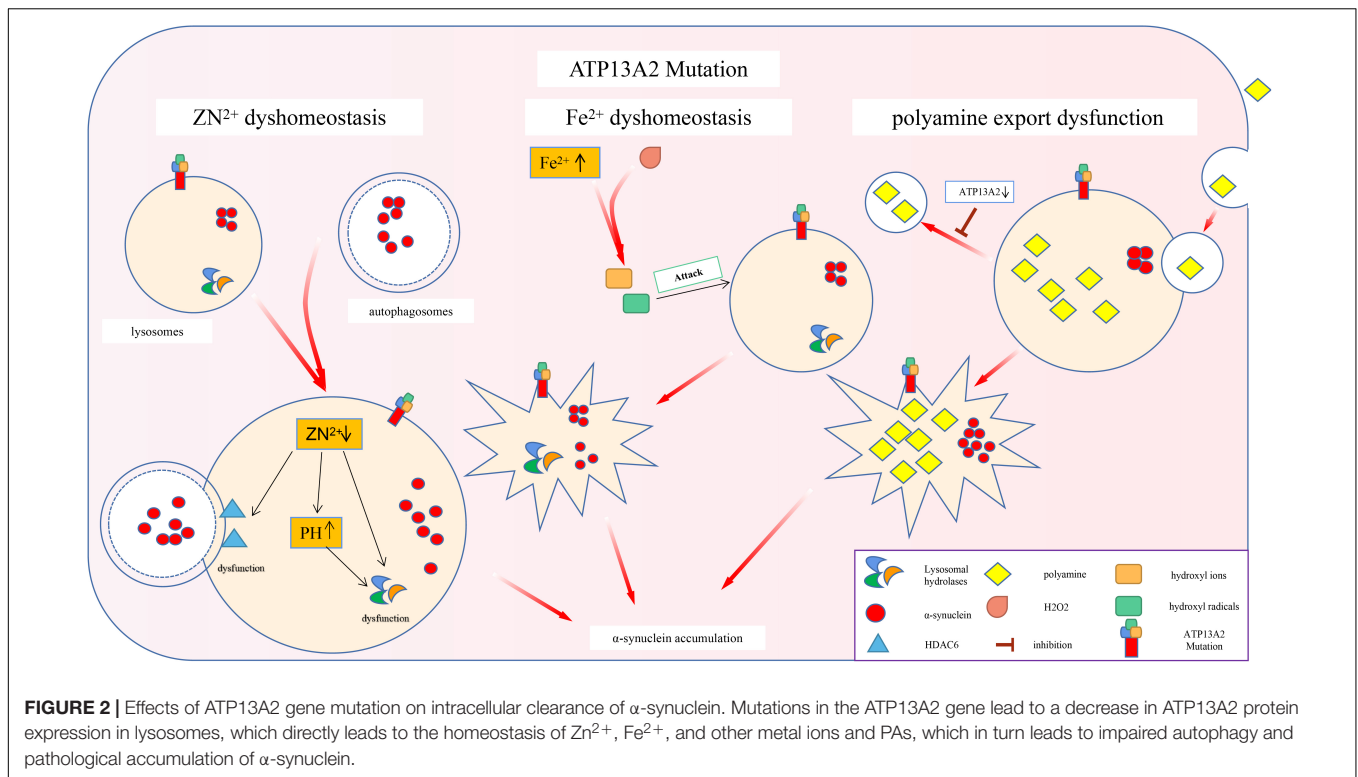 ATP13A2 Mutation
ZN²⁺ dyshomeostasis
Fe²⁺ dyshomeostasis
polyamine export dysfunction
Fe²⁺ ↑
ATP13A2↓
Attack
lysosomes
autophagosomes
ZN²⁺↓
PH↑
dysfunction
dysfunction
α-synuclein accumulation
Lysosomal
hydrolases
polyamine
hydroxyl ions
α-synuclein
H2O2
hydroxyl radicals
HDAC6
inhibition
ATP13A2
Mutation
FIGURE 2 | Effects of ATP13A2 gene mutation on intracellular clearance of α-synuclein. Mutations in the ATP13A2 gene lead to a decrease in ATP13A2 protein
expression in lysosomes, which directly leads to the homeostasis of Zn²⁺, Fe²⁺, and other metal ions and PAs, which in turn leads to impaired autophagy and
pathological accumulation of α-synuclein.